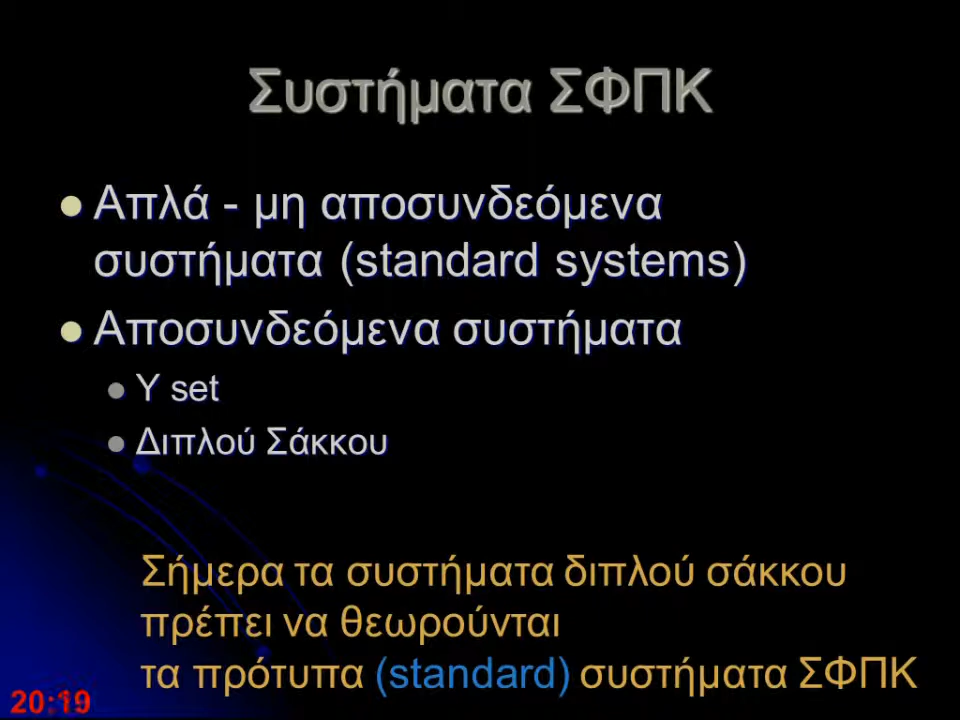 Συστήματα ΣΦΠΚ
Απλά - μη αποσυνδεόμενα
συστήματα (standard systems)
Αποσυνδεόμενα συστήματα
Y set
Διπλού Σάκκου
Σήμερα τα συστήματα διπλού σάκκου
πρέπει να θεωρούνται
τα πρότυπα (standard) συστήματα ΣΦΠΚ
20:19